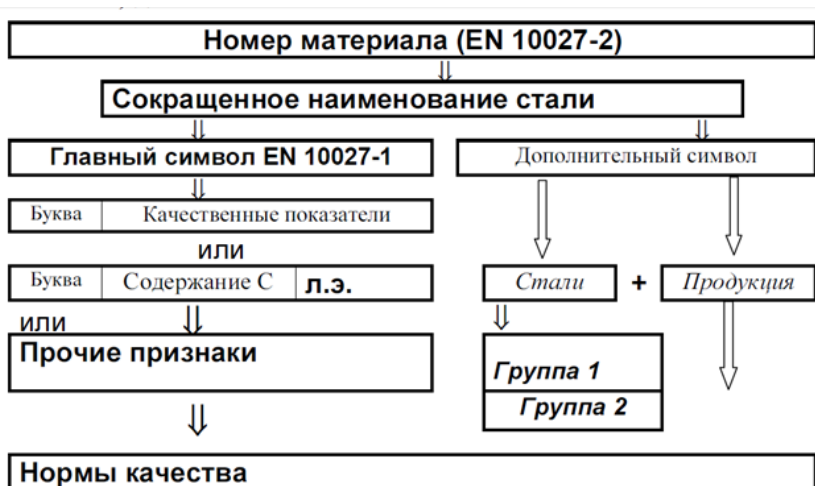 Номер материала (EN 10027-2)
Сокращенное наименование стали
Главный символ EN 10027-1
Дополнительный символ
Буква Качественные показатели
или
Буква Содержание С л.э.
Стали + Продукция
или
Прочие признаки
Группа 1
Группа 2
Нормы качества